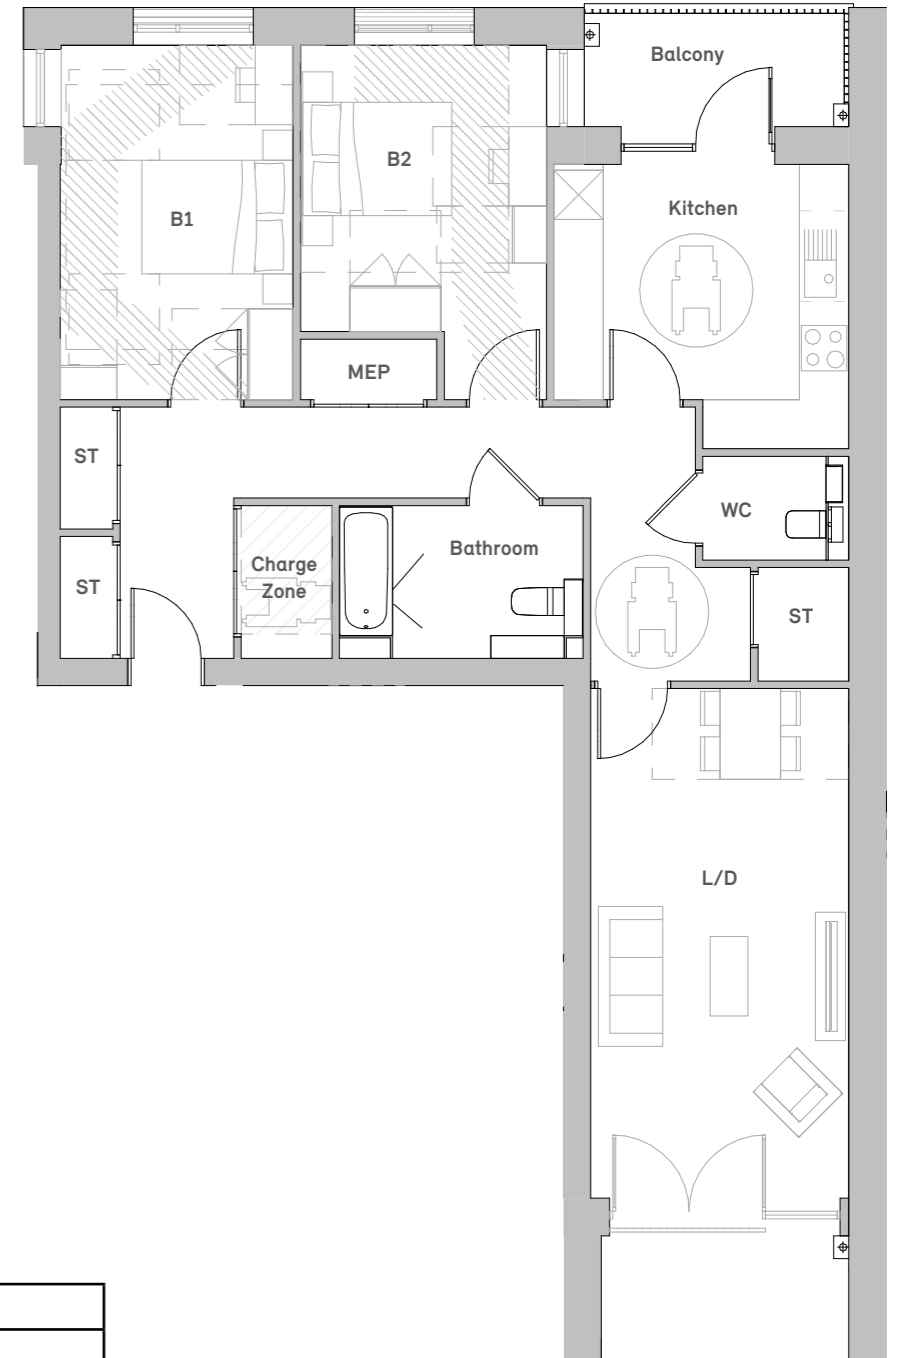 Balcony
B2
B1
Kitchen
MEP
ST
WC
Bathroom
Charge
Zone
ST
ST
L/D